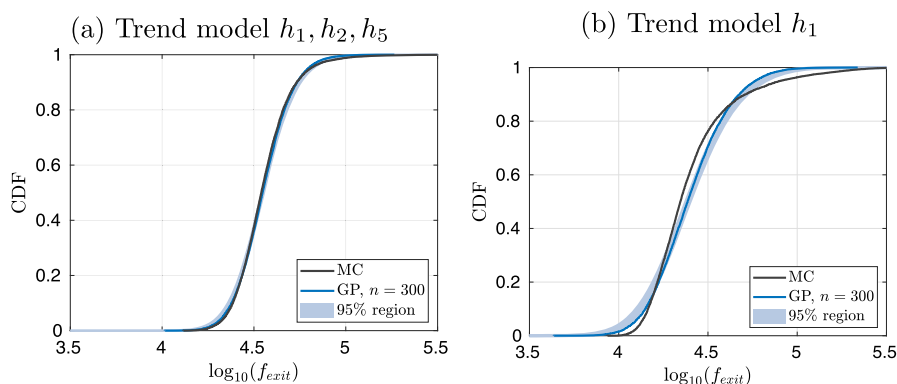 (a) Trend model h₁, h₂, h₅
1
0.8
0.6
0.4
0.2
0
CDF
3.5 4 4.5 5 5.5
log₁₀(f_exit)
MC
GP, n = 300
95% region
(b) Trend model h₁
1
0.8
0.6
0.4
0.2
0
CDF
3.5 4 4.5 5 5.5
log₁₀(f_exit)
MC
GP, n = 300
95% region